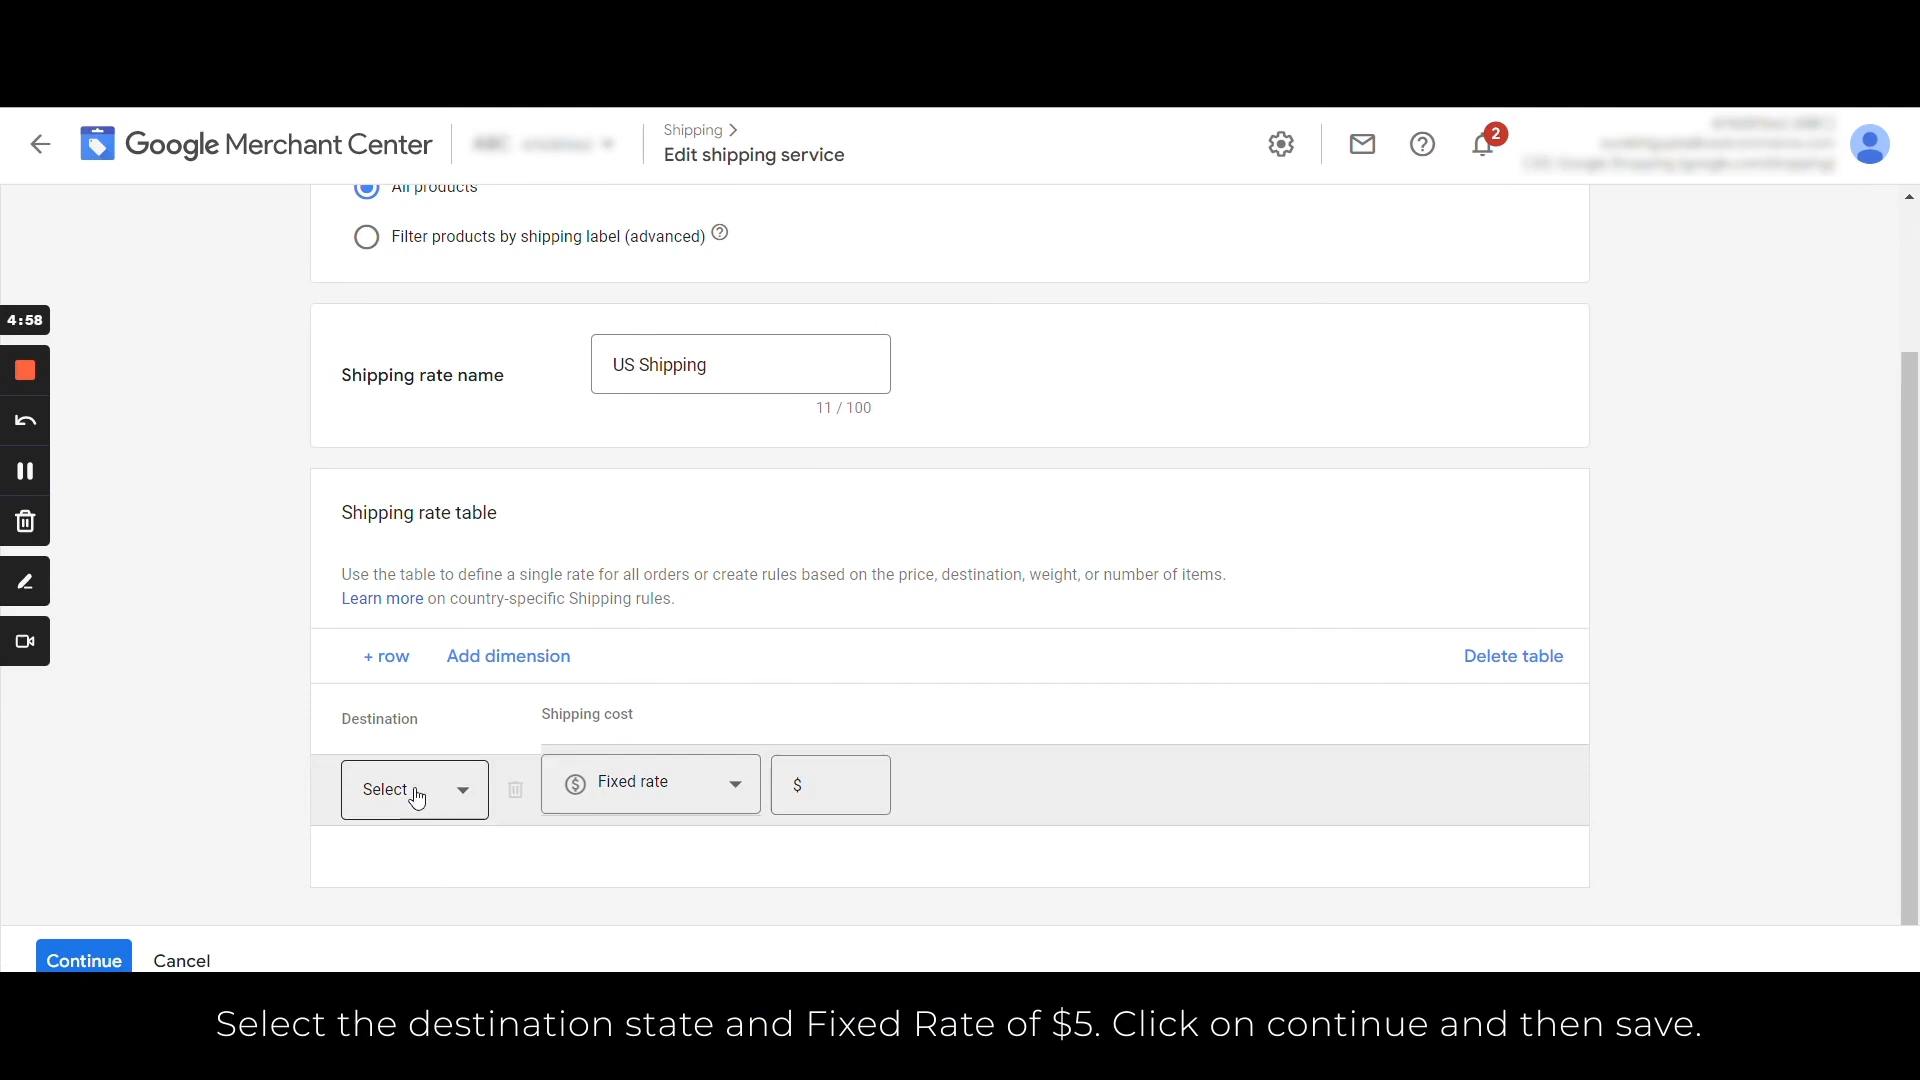 Google Merchant Center
Shipping >
Edit shipping service
2
All products
Filter products by shipping label (advanced)
4:58
Shipping rate name
US Shipping
11 / 100
Shipping rate table
Use the table to define a single rate for all orders or create rules based on the price, destination, weight, or number of items.
Learn more on country-specific Shipping rules.
+ row Add dimension Delete table
Destination Shipping cost
Select Fixed rate $
Continue Cancel
Select the destination state and Fixed Rate of $5. Click on continue and then save.